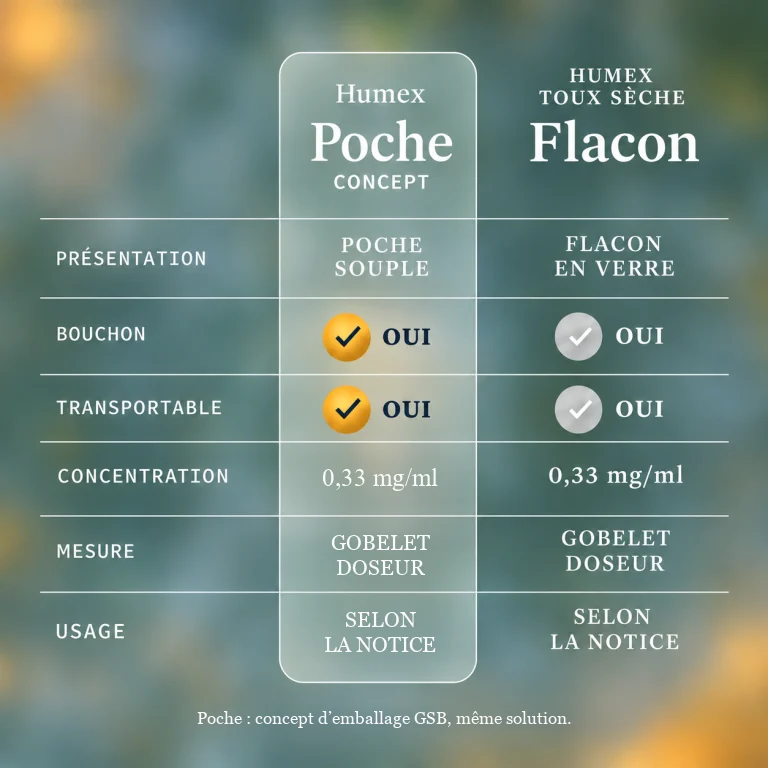 Humex
Poche
CONCEPT
HUMEX
TOUX SÈCHE
Flacon
PRÉSENTATION
POCHE
SOUPLE
FLACON
EN VERRE
BOUCHON
OUI
OUI
TRANSPORTABLE
OUI
OUI
CONCENTRATION
0,33 mg/ml
0,33 mg/ml
MESURE
GOBELET
DOSEUR
GOBELET
DOSEUR
USAGE
SELON
LA NOTICE
SELON
LA NOTICE
Poche : concept d’emballage GSB, même solution.